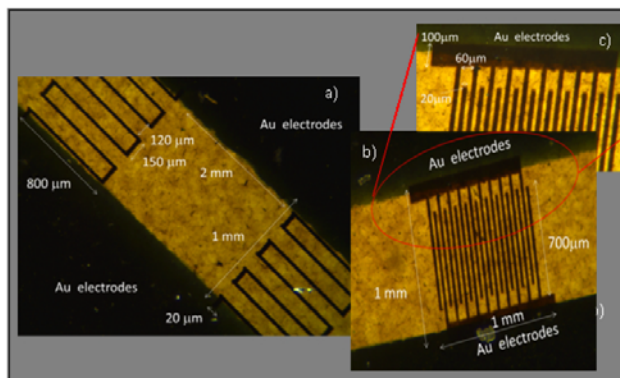 a)
Au electrodes
120 µm
150 µm
800 µm
2 mm
1 mm
Au electrodes
20 µm
b)
Au electrodes
700µm
1 mm
1 mm
Au electrodes
c)
100µm
Au electrodes
60µm
20µm